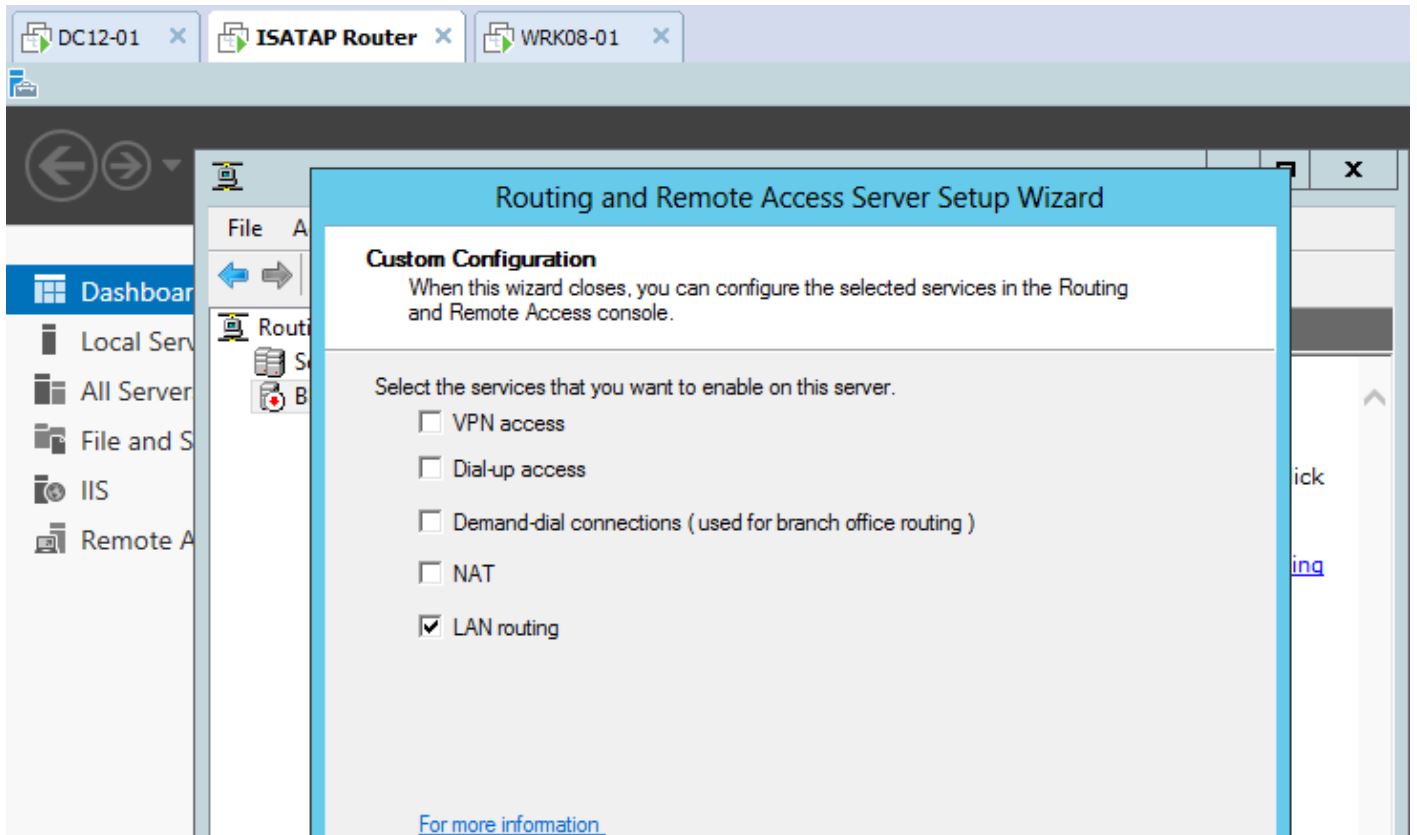 DC12-01
ISATAP Router
WRK08-01
Routing and Remote Access Server Setup Wizard
x
File
Custom Configuration
When this wizard closes, you can configure the selected services in the Routing
and Remote Access console.
Dashboar
Local Serv
All Server
File and S
IIS
Remote A
Routi
Se
B
Select the services that you want to enable on this server.
VPN access
Dial-up access
Demand-dial connections ( used for branch office routing )
NAT
LAN routing
ick
ing
For more information